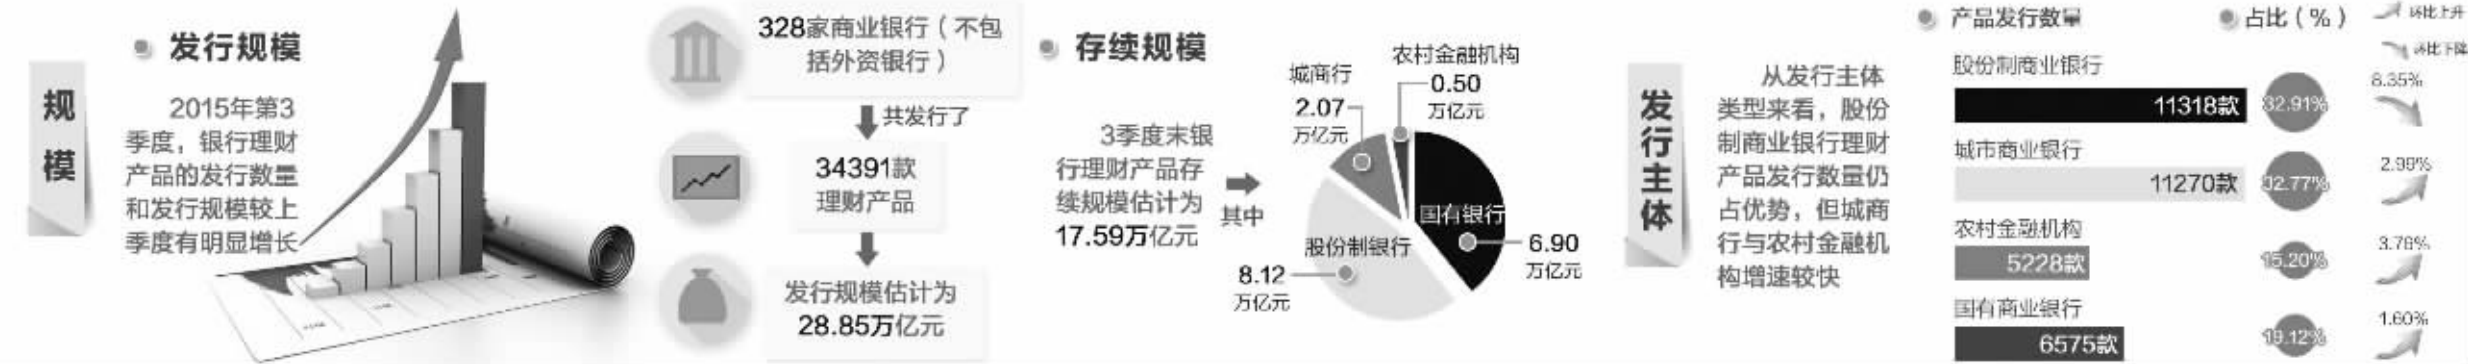 规模
发行规模
2015年第3
季度，银行理财
产品的发行数量
和发行规模较上
季度有明显增长
328家商业银行（不包
括外资银行）
共发行了
34391款
理财产品
发行规模估计为
28.85万亿元
存续规模
3季度末银
行理财产品存
续规模估计为
17.59万亿元
其中
城商行
2.07
万亿元
农村金融机构
0.50
万亿元
国有银行
6.90
万亿元
股份制银行
8.12
万亿元
发行主体
从发行主体
类型来看，股份
制商业银行理财
产品发行数量仍
占优势，但城商
行与农村金融机
构增速较快
产品发行数量
占比（%）
环比上升
环比下降
股份制商业银行
11318款
32.91%
8.35%
城市商业银行
11270款
32.77%
2.99%
农村金融机构
5228款
15.20%
3.78%
国有商业银行
6575款
19.12%
1.60%